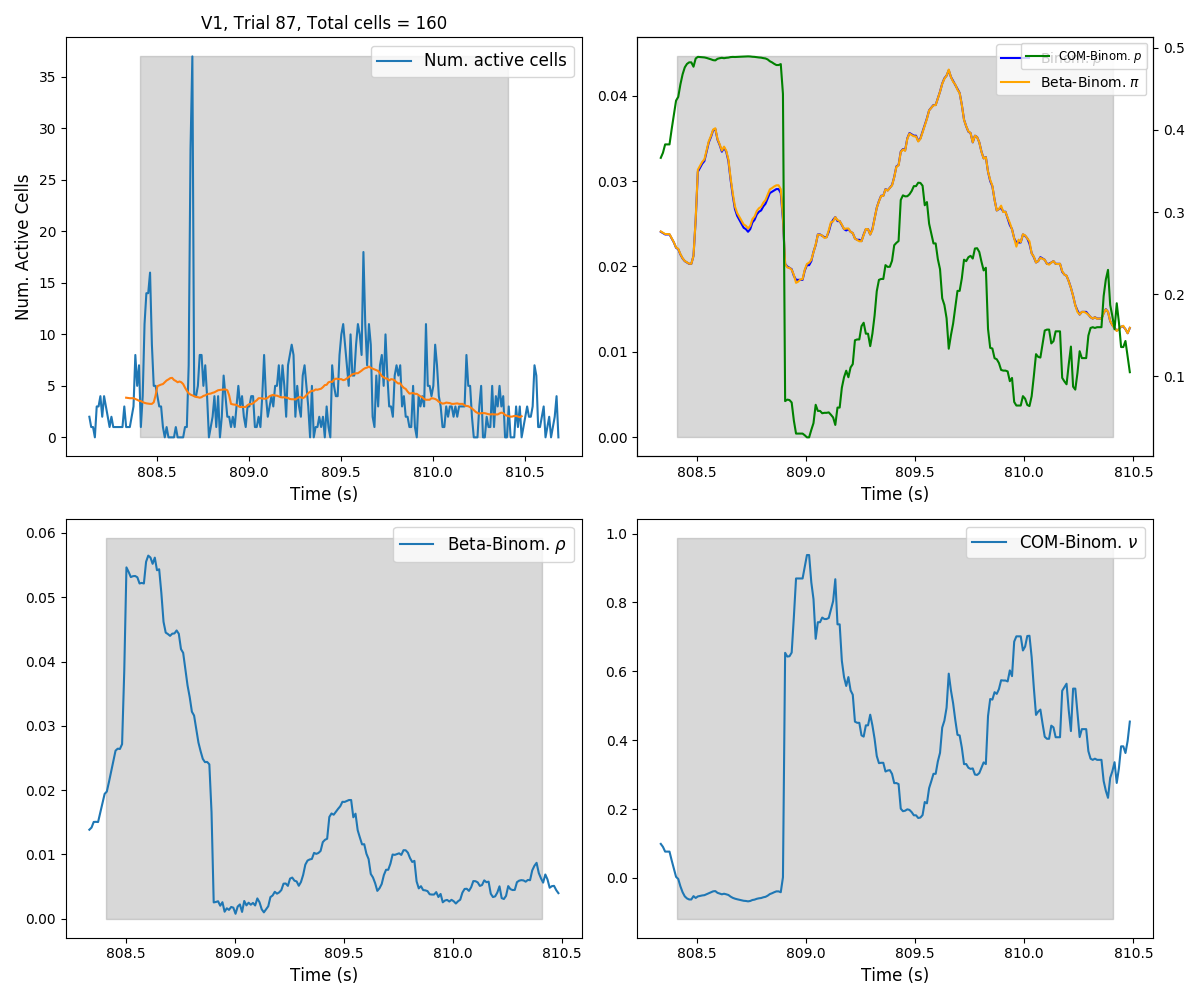 V1, Trial 87, Total cells = 160
Num. active cells
Num. Active Cells
35
30
25
20
15
10
5
0
808.5 809.0 809.5 810.0 810.5
Time (s)
COM-Binom. p
Beta-Binom. π
0.04
0.03
0.02
0.01
0.00
0.5
0.4
0.3
0.2
0.1
808.5 809.0 809.5 810.0 810.5
Time (s)
Beta-Binom. ρ
0.06
0.05
0.04
0.03
0.02
0.01
0.00
808.5 809.0 809.5 810.0 810.5
Time (s)
COM-Binom. ν
1.0
0.8
0.6
0.4
0.2
0.0
808.5 809.0 809.5 810.0 810.5
Time (s)